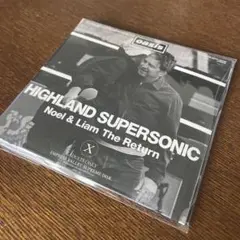 oasis
HIGHLAND SUPERSONIC
Noel & Liam The Return
X